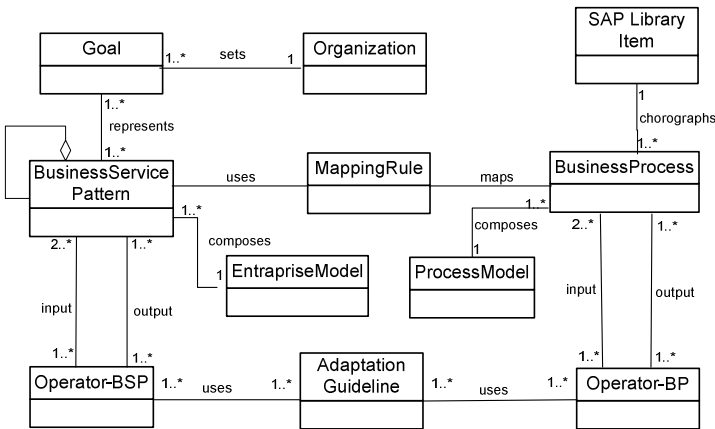 SAP Library
Item
Goal
Organization
1..*
sets
1
1
1..*
represents
chorographs
1..*
1..*
BusinessService
Pattern
uses
MappingRule
maps
BusinessProcess
1..*
1..*
composes
composes
2..*
1..*
2..*
1..*
1
EntrapriseModel
1
ProcessModel
input
output
input
output
1..*
1..*
1..*
1..*
Operator-BSP
1..*
uses
1..*
Adaptation
Guideline
1..*
uses
1..*
Operator-BP